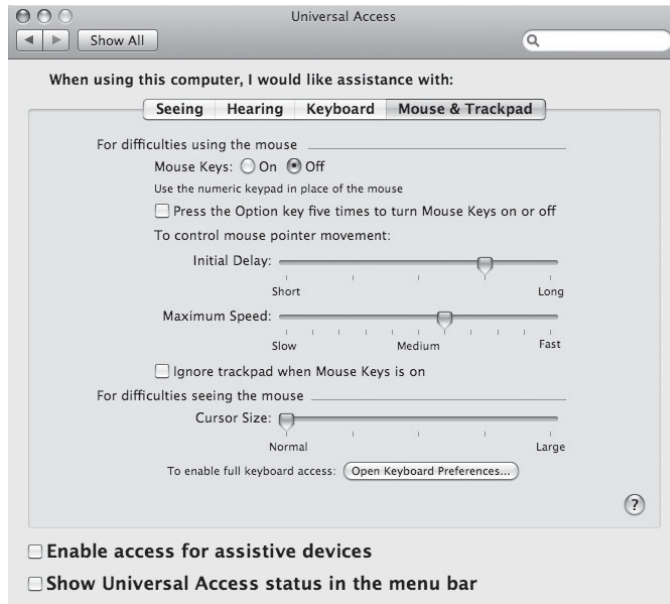 Universal Access
Show All
When using this computer, I would like assistance with:
Seeing Hearing Keyboard Mouse & Trackpad
For difficulties using the mouse
Mouse Keys: On Off
Use the numeric keypad in place of the mouse
Press the Option key five times to turn Mouse Keys on or off
To control mouse pointer movement:
Initial Delay:
Short Long
Maximum Speed:
Slow Medium Fast
Ignore trackpad when Mouse Keys is on
For difficulties seeing the mouse
Cursor Size:
Normal Large
To enable full keyboard access: Open Keyboard Preferences...
?
Enable access for assistive devices
Show Universal Access status in the menu bar